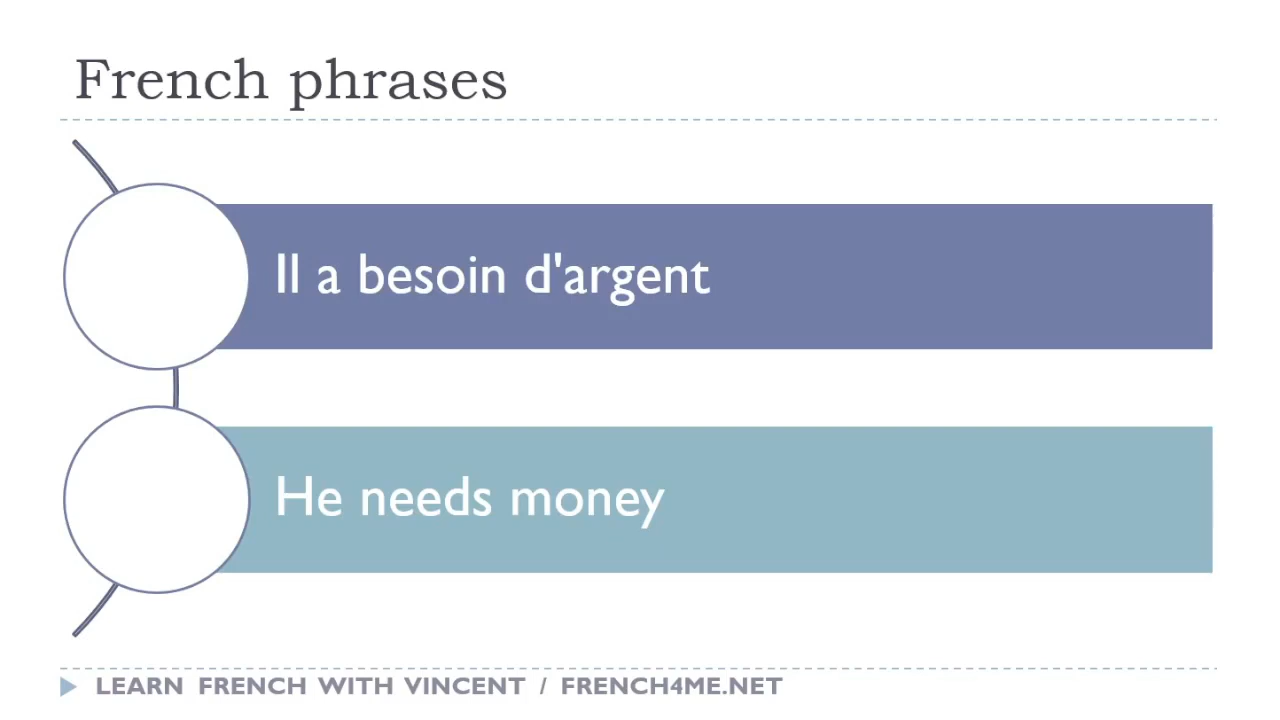 French phrases
Il a besoin d'argent
He needs money
LEARN FRENCH WITH VINCENT / FRENCH4ME.NET